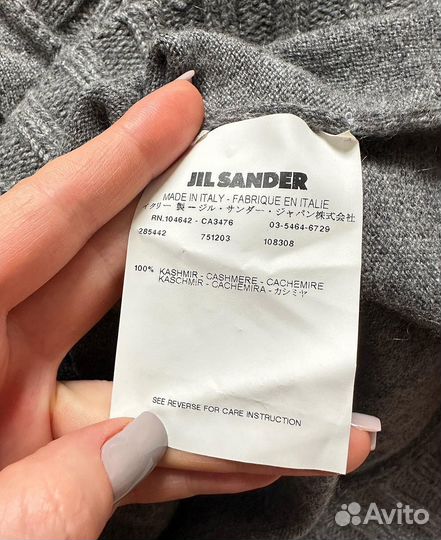 JIL SANDER
MADE IN ITALY - FABRIQUE EN ITALIE
イタリー 製 ー ジル・サンダー・ジャパン株式会社
RN.104642 - CA3476 03-5464-6729
285442 751203 108308
100% KASHMIR - CASHMERE - CACHEMIRE
KASCHMIR - CACHEMIRA - カシミヤ
SEE REVERSE FOR CARE INSTRUCTION
Avito